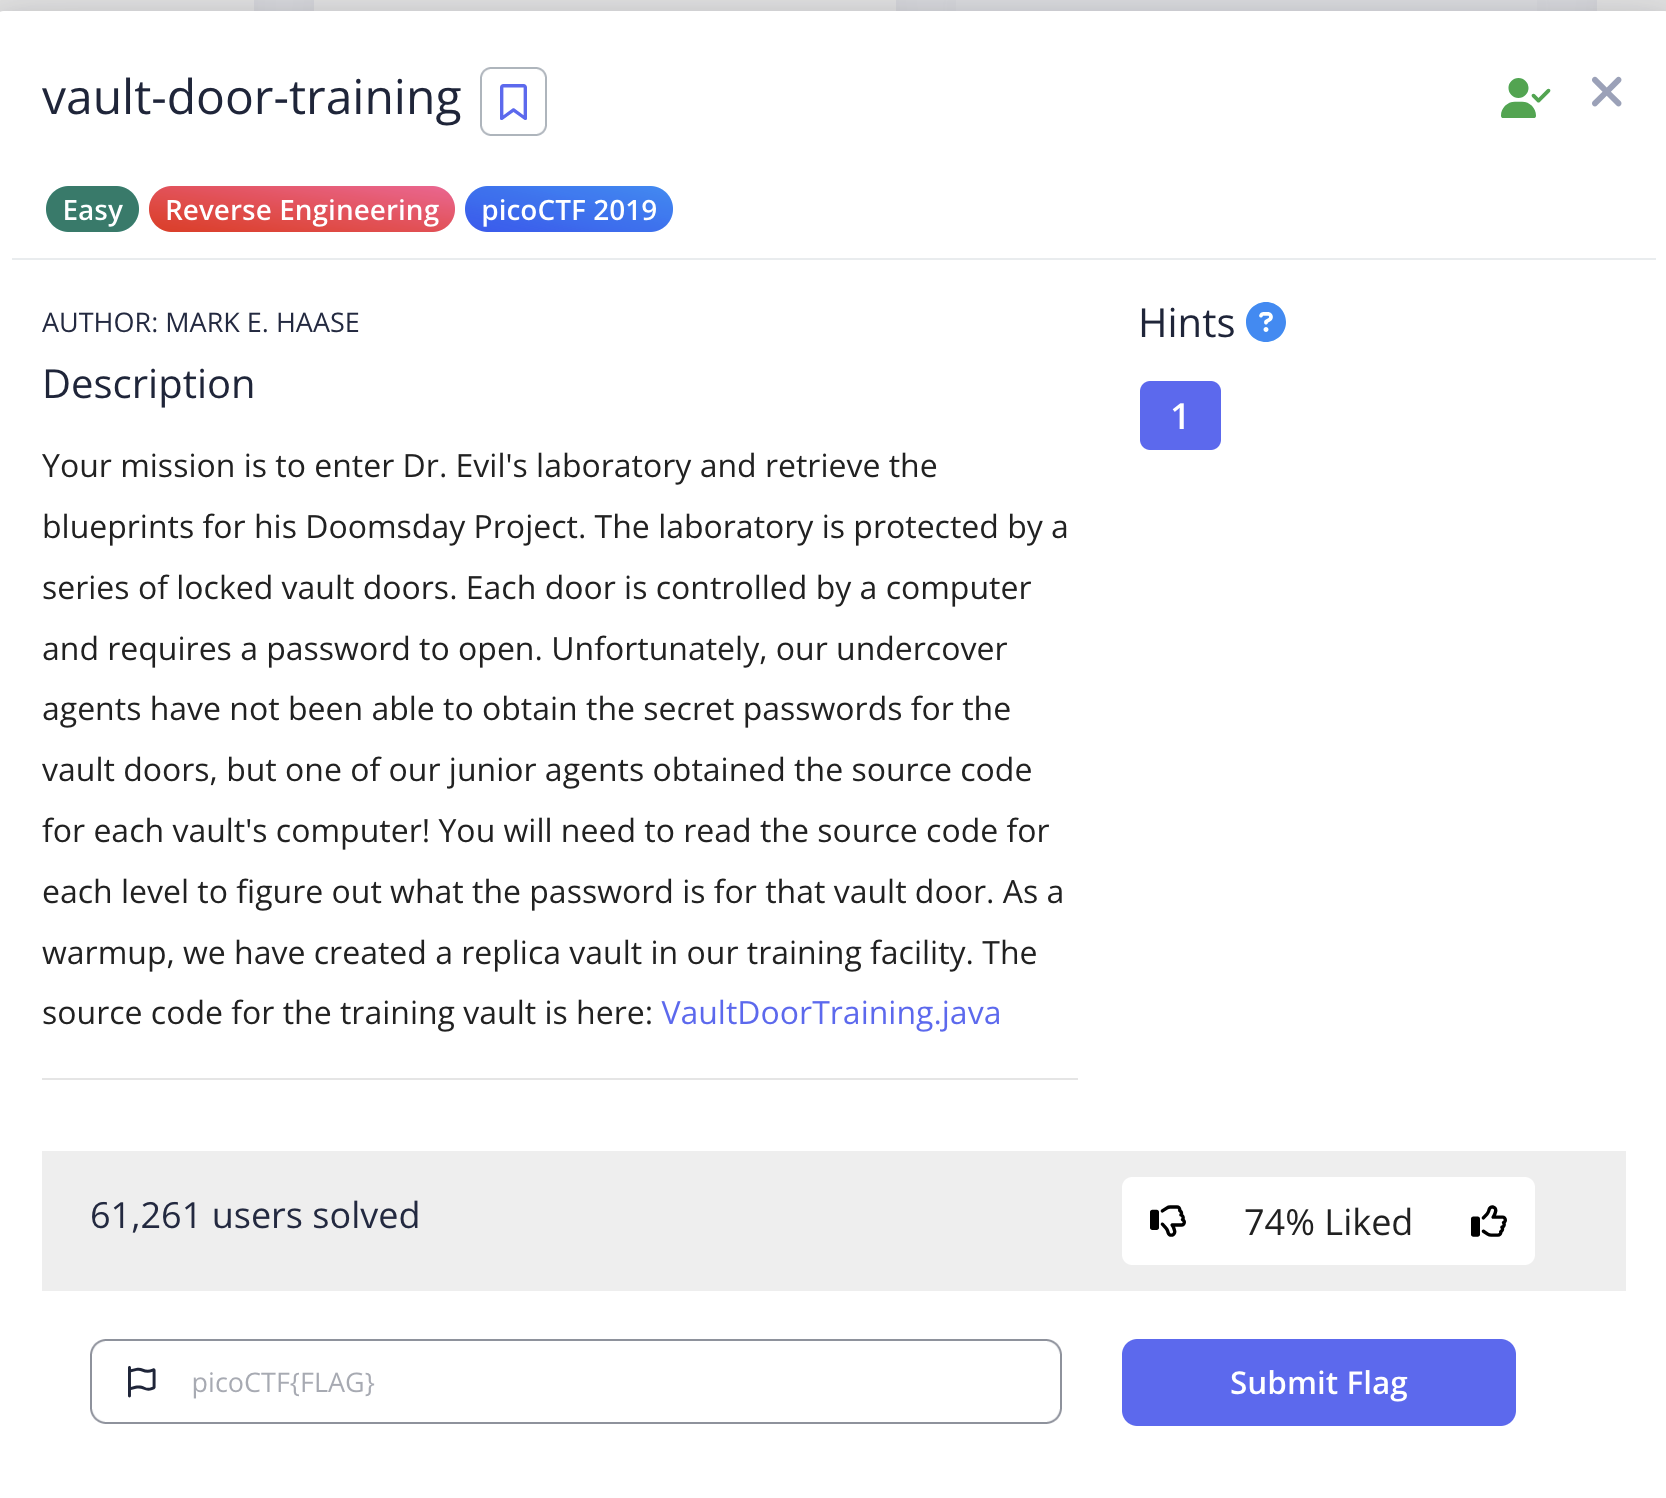 vault-door-training
Easy Reverse Engineering picoCTF 2019
AUTHOR: MARK E. HAASE
Description
Your mission is to enter Dr. Evil's laboratory and retrieve the
blueprints for his Doomsday Project. The laboratory is protected by a
series of locked vault doors. Each door is controlled by a computer
and requires a password to open. Unfortunately, our undercover
agents have not been able to obtain the secret passwords for the
vault doors, but one of our junior agents obtained the source code
for each vault's computer! You will need to read the source code for
each level to figure out what the password is for that vault door. As a
warmup, we have created a replica vault in our training facility. The
source code for the training vault is here: VaultDoorTraining.java
Hints ?
1
61,261 users solved
74% Liked
picoCTF{FLAG}
Submit Flag